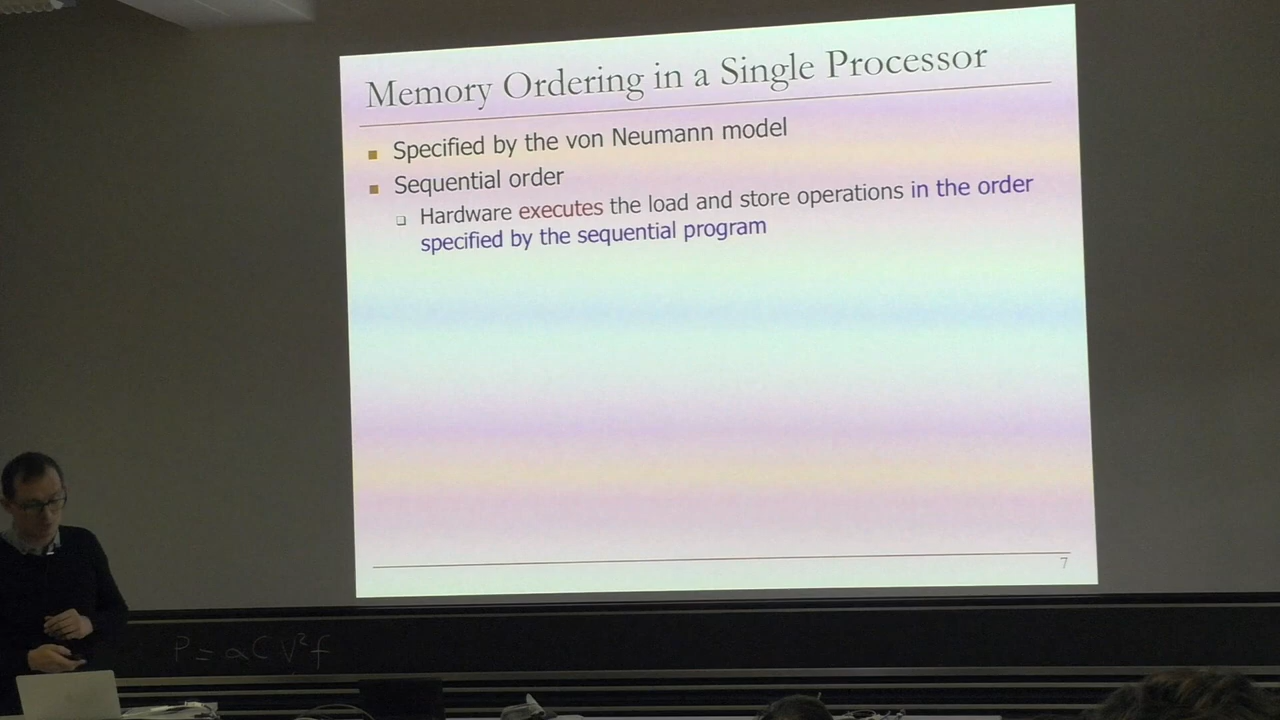 Memory Ordering in a Single Processor
Specified by the von Neumann model
Sequential order
Hardware executes the load and store operations in the order
specified by the sequential program
7
P = αCV²f